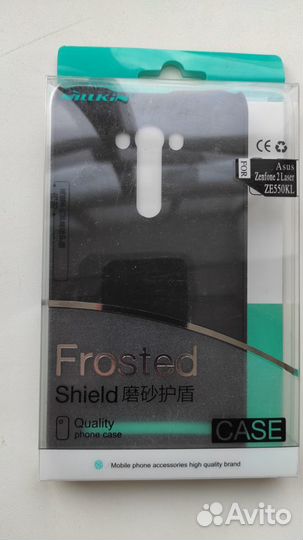 NILLKIN
CE
FOR
Asus
Zenfone 2 Laser
ZE550KL
Frosted
Shield 磨砂护盾
Quality
phone case
CASE
Mobile phone accessories high quality brand
Avito